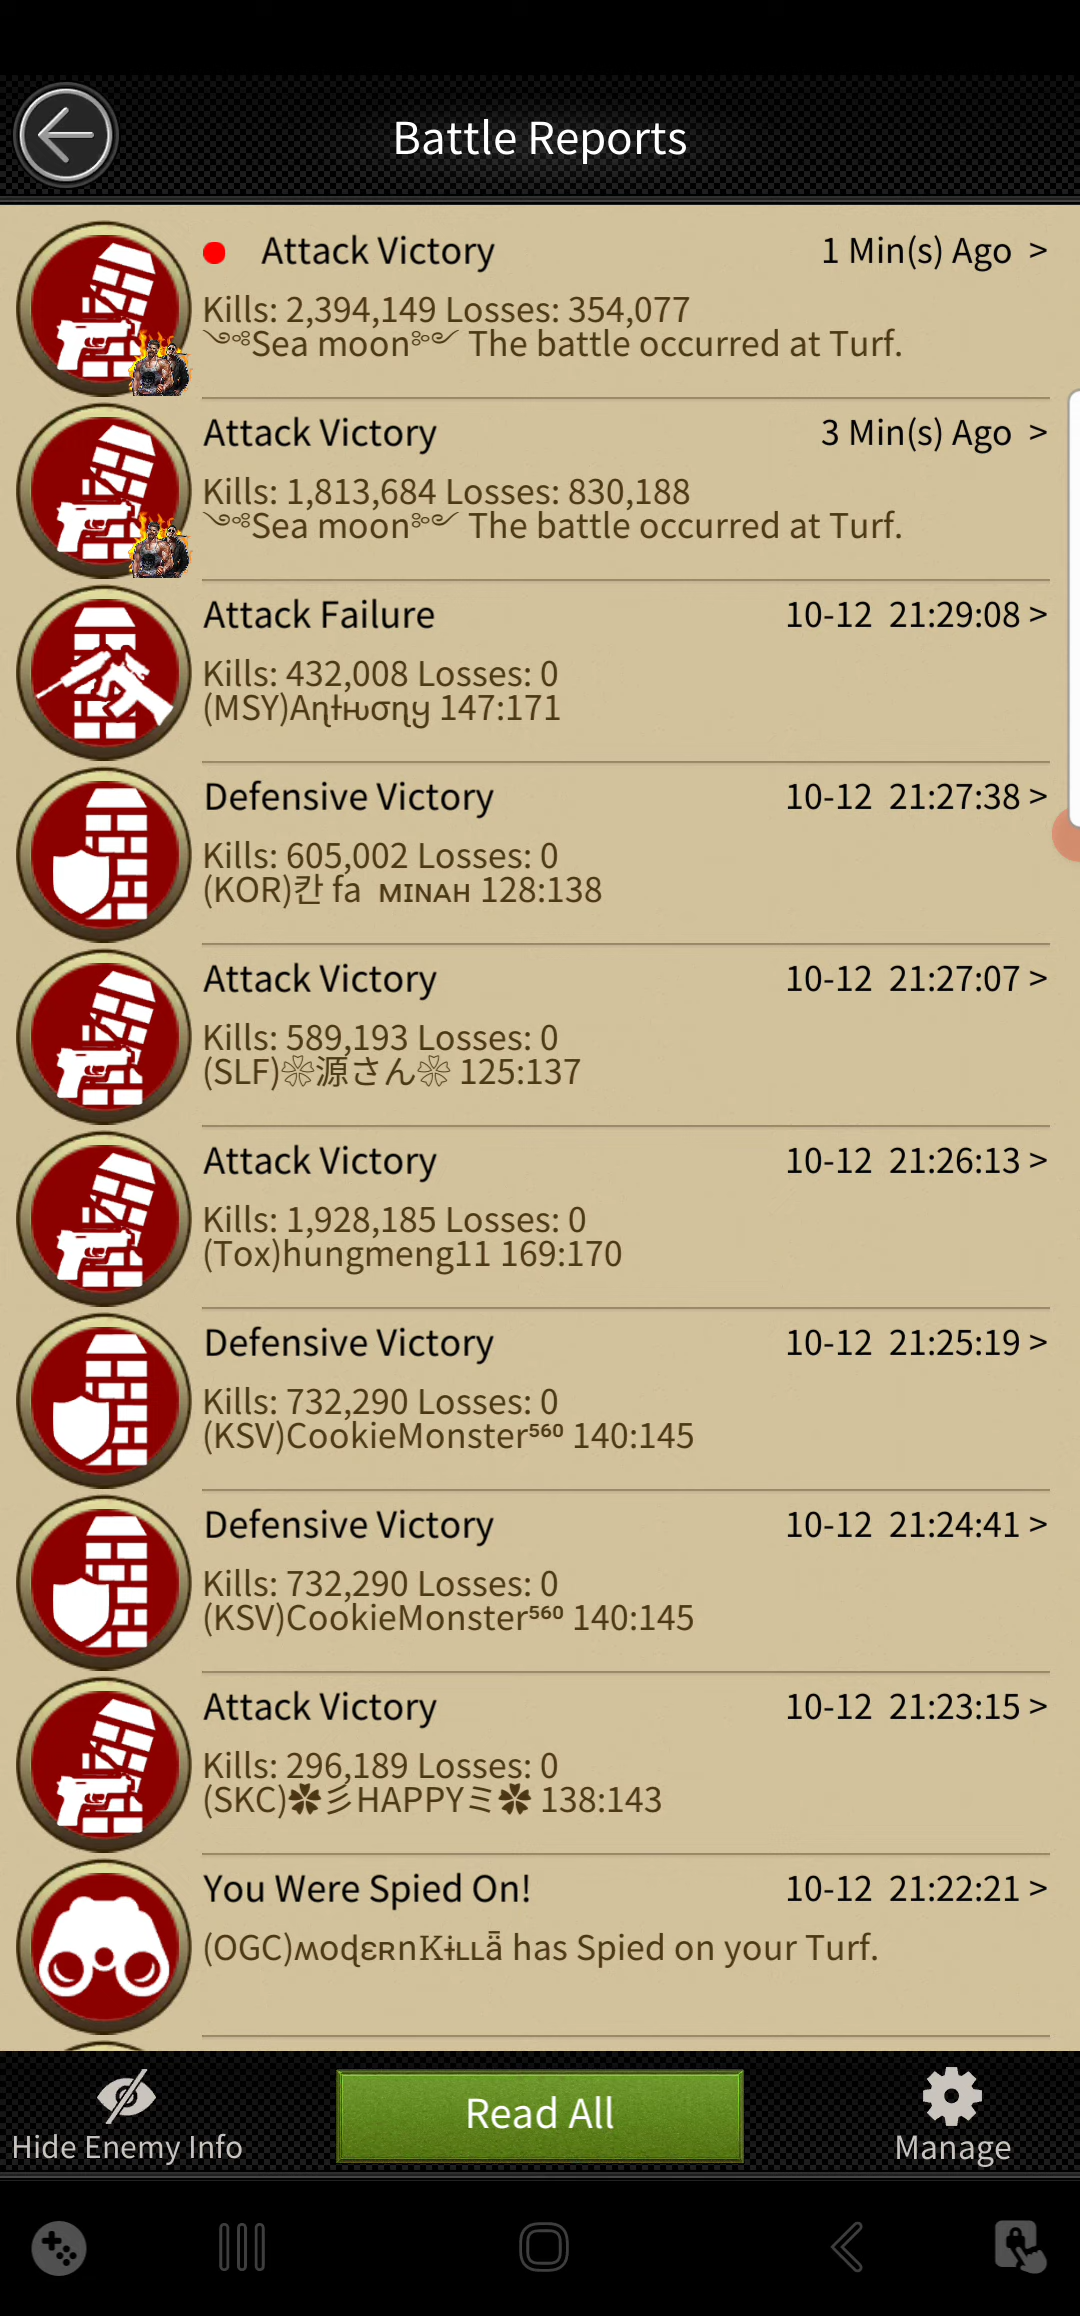 Battle Reports
Attack Victory 1 Min(s) Ago >
Kills: 2,394,149 Losses: 354,077
༺Sea moon༻ The battle occurred at Turf.
Attack Victory 3 Min(s) Ago >
Kills: 1,813,684 Losses: 830,188
༺Sea moon༻ The battle occurred at Turf.
Attack Failure 10-12 21:29:08 >
Kills: 432,008 Losses: 0
(MSY)Aɳƚԋσɳყ 147:171
Defensive Victory 10-12 21:27:38 >
Kills: 605,002 Losses: 0
(KOR)칸 fa ᴍɪɴᴀʜ 128:138
Attack Victory 10-12 21:27:07 >
Kills: 589,193 Losses: 0
(SLF)❀源さん❀ 125:137
Attack Victory 10-12 21:26:13 >
Kills: 1,928,185 Losses: 0
(Tox)hungmeng11 169:170
Defensive Victory 10-12 21:25:19 >
Kills: 732,290 Losses: 0
(KSV)CookieMonster⁵⁶⁰ 140:145
Defensive Victory 10-12 21:24:41 >
Kills: 732,290 Losses: 0
(KSV)CookieMonster⁵⁶⁰ 140:145
Attack Victory 10-12 21:23:15 >
Kills: 296,189 Losses: 0
(SKC)✿彡HAPPYミ✿ 138:143
You Were Spied On! 10-12 21:22:21 >
(OGC)ʍoɖɛʀnKɨʟʟǟ has Spied on your Turf.
Hide Enemy Info
Read All
Manage